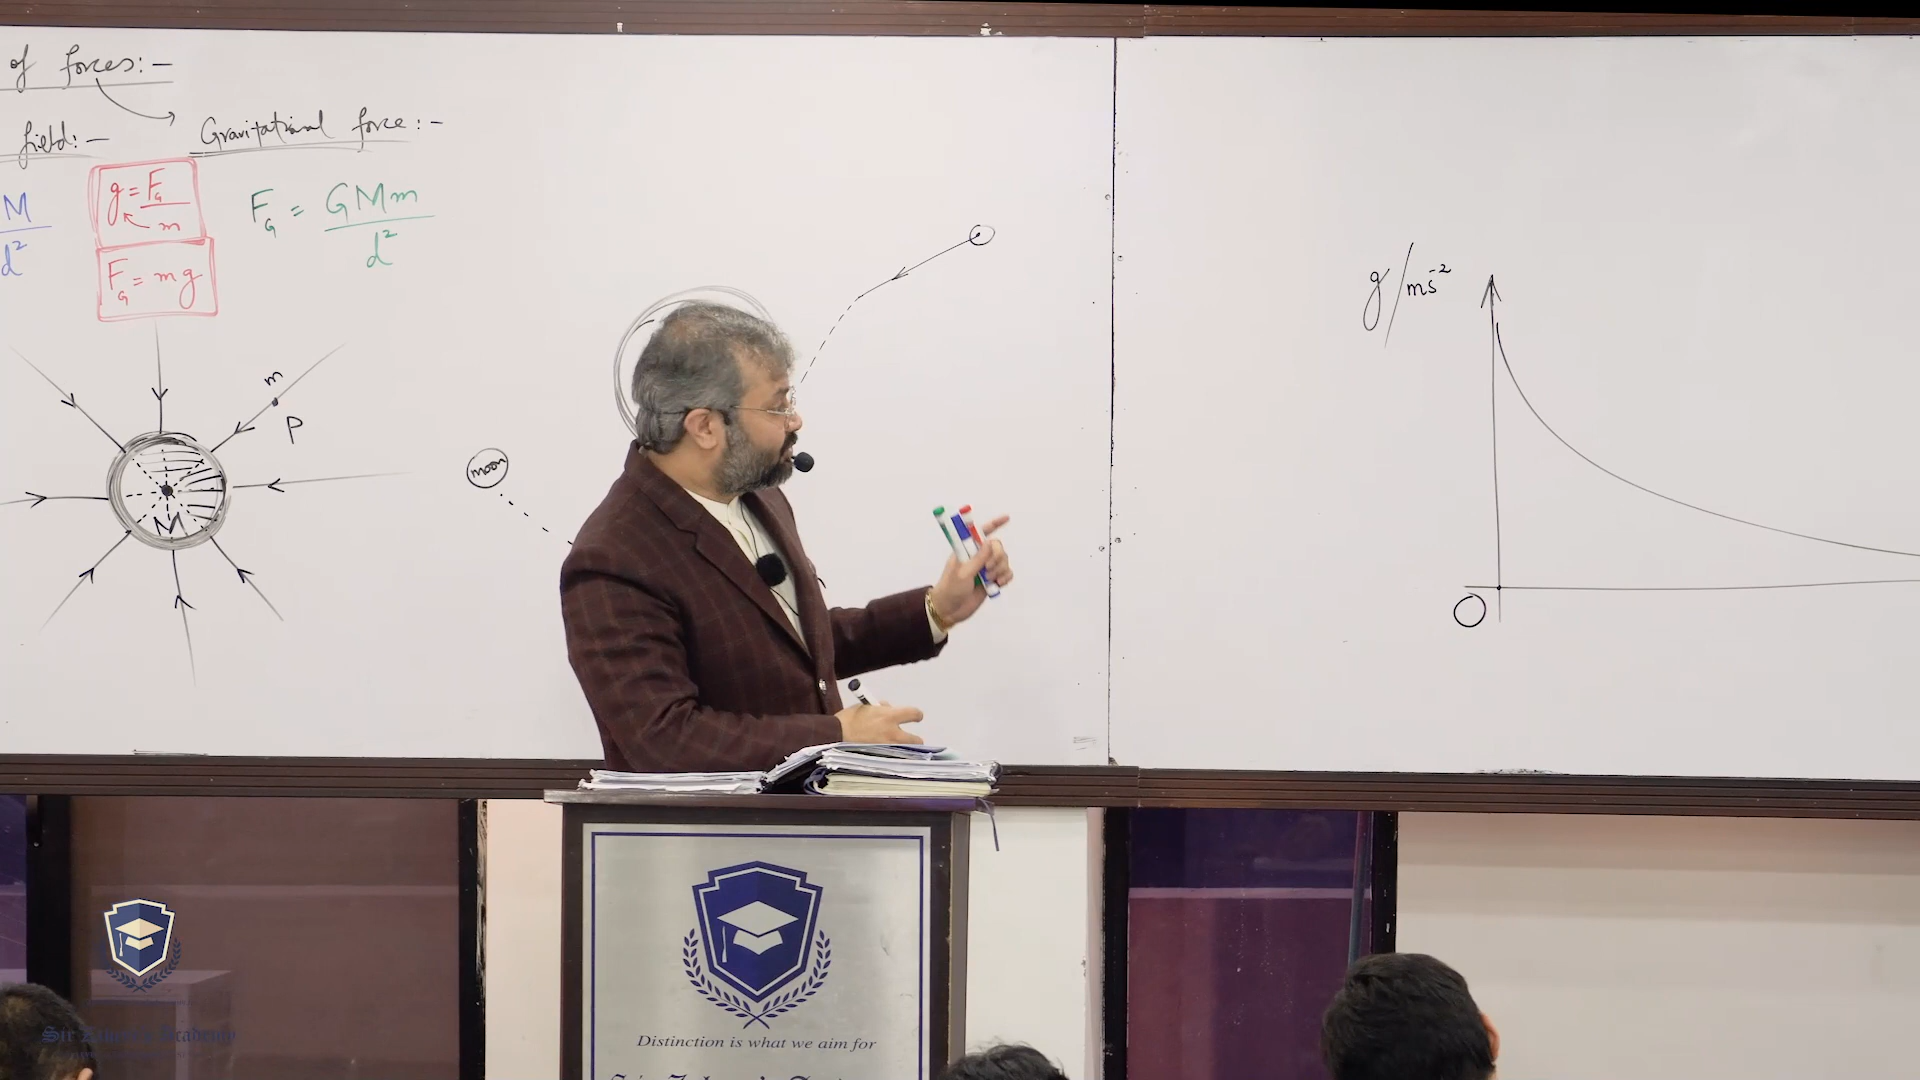 of forces:-
field:-
Gravitational force:-
M
d²
g = F_G
m
F_G = mg
F_G = GMm
d²
m
P
M
moon
g/ms⁻²
O
Distinction is what we aim for